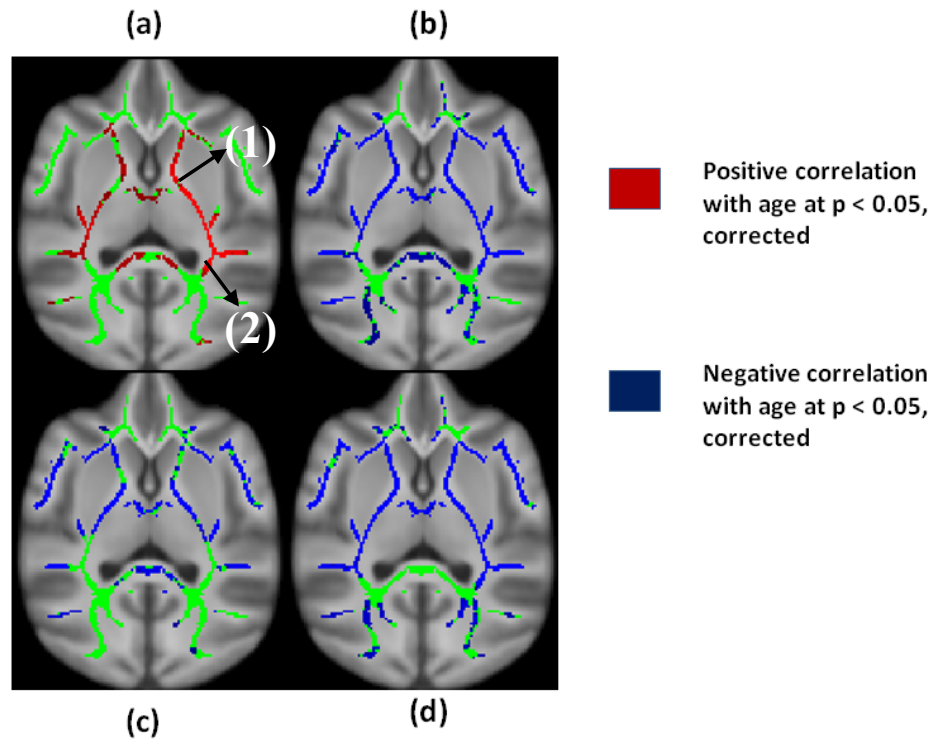 (a)
(b)
(1)
(2)
Positive correlation
with age at p < 0.05,
corrected
Negative correlation
with age at p < 0.05,
corrected
(c)
(d)